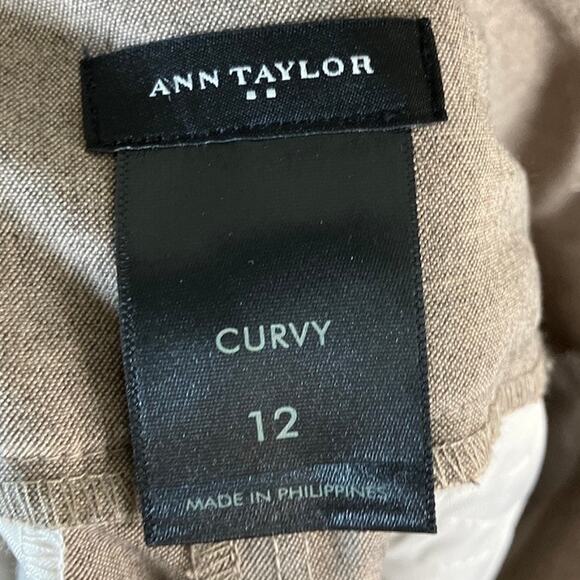 ANN TAYLOR
CURVY
12
MADE IN PHILIPPINES